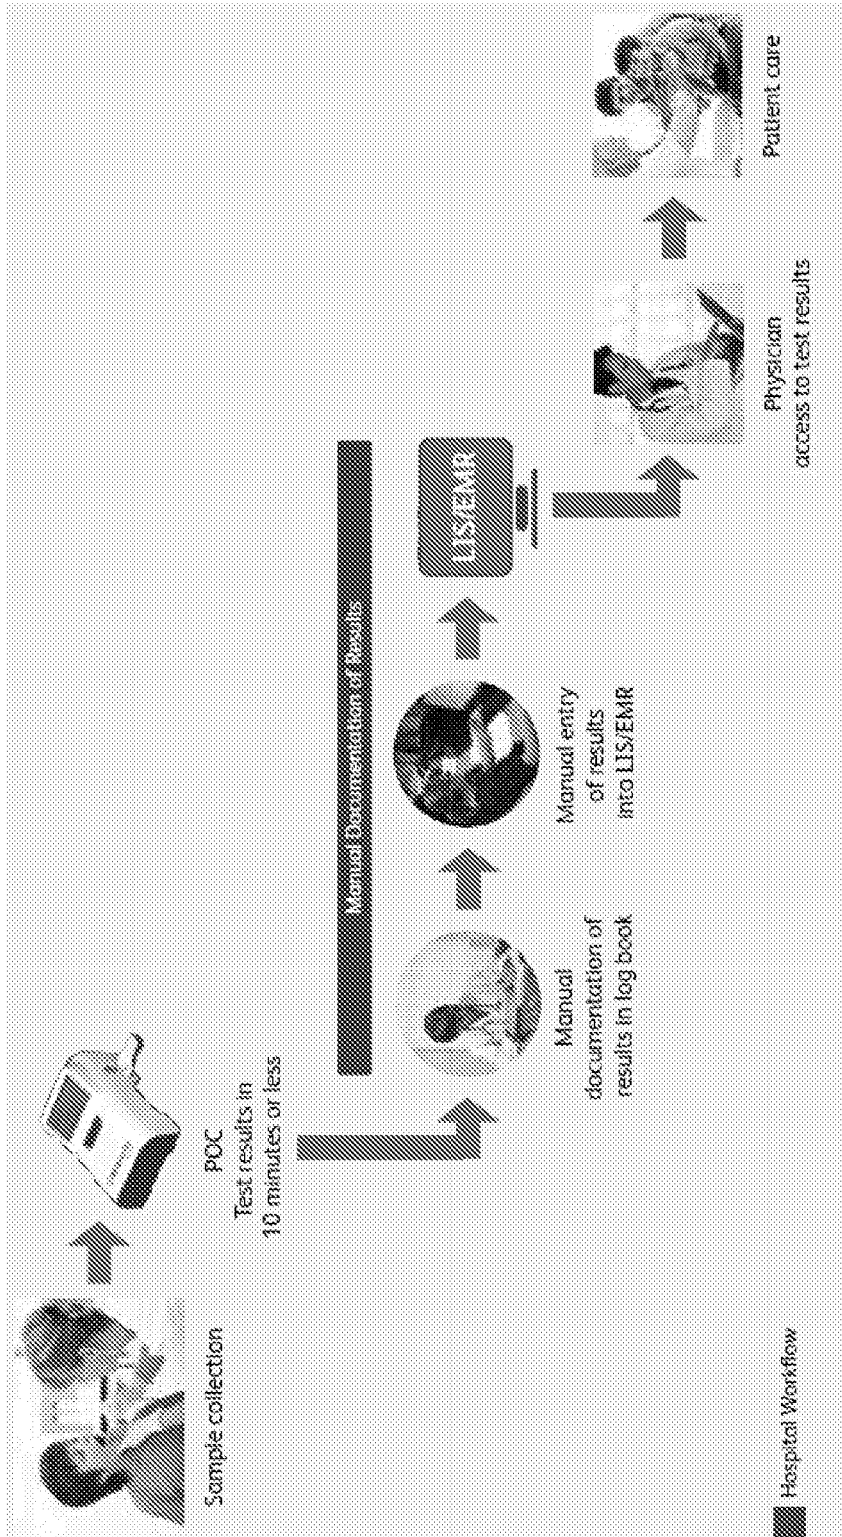 Sample collection
POC
Test results in
10 minutes or less
Manual Documentation of Results
Manual
documentation of
results in log book
Manual entry
of results
into LIS/EMR
LIS/EMR
Physician
access to test results
Patient care
Hospital Workflow